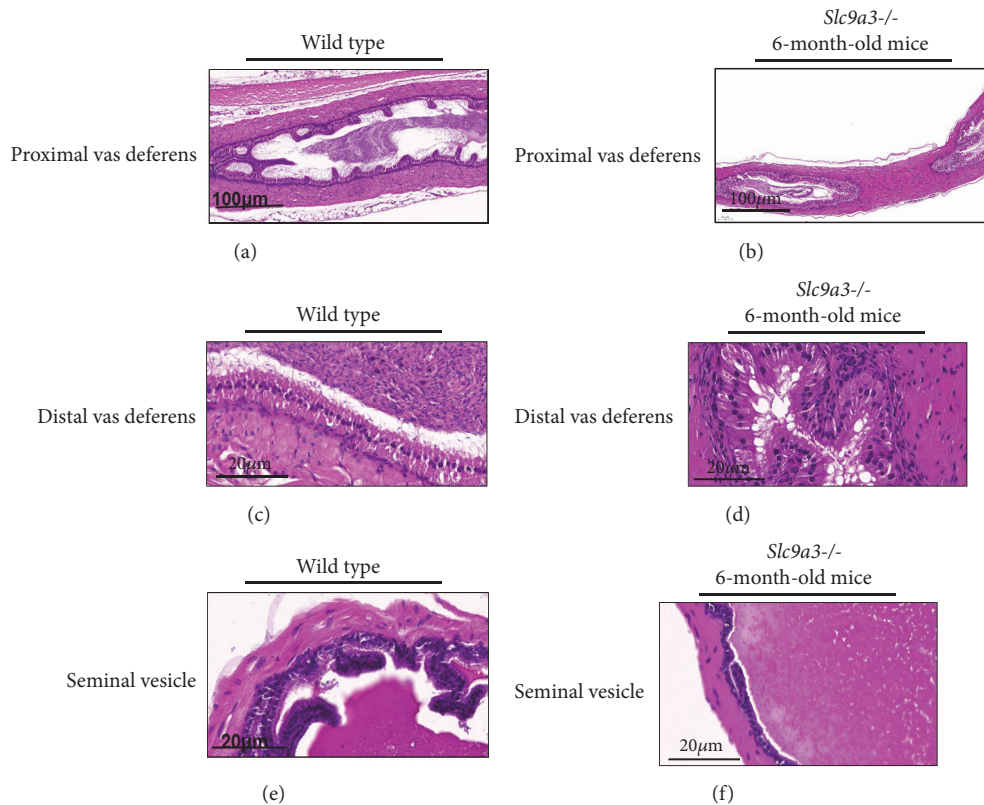 Wild type
Slc9a3-/-
6-month-old mice
Proximal vas deferens
100μm
Proximal vas deferens
100μm
(a)
(b)
Wild type
Slc9a3-/-
6-month-old mice
Distal vas deferens
20μm
Distal vas deferens
20μm
(c)
(d)
Wild type
Slc9a3-/-
6-month-old mice
Seminal vesicle
20μm
Seminal vesicle
20μm
(e)
(f)